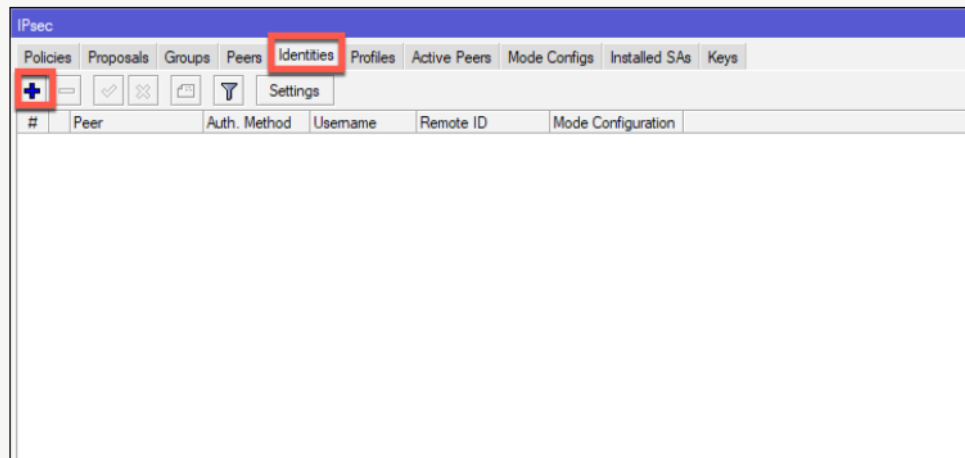 IPsec
Policies Proposals Groups Peers Identities Profiles Active Peers Mode Configs Installed SAs Keys
Settings
# Peer Auth. Method Username Remote ID Mode Configuration